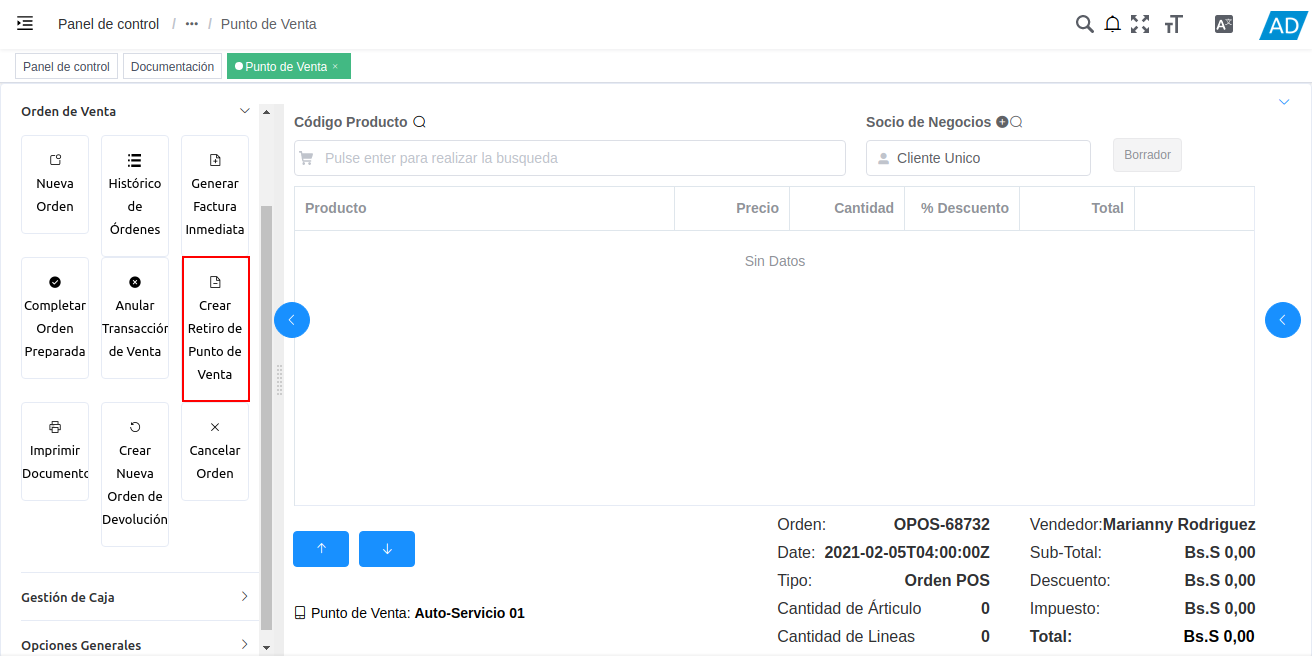 Panel de control / ••• / Punto de Venta
AD
Panel de control
Documentación
Punto de Venta ×
Orden de Venta
Nueva
Orden
Histórico
de
Órdenes
Generar
Factura
Inmediata
Completar
Orden
Preparada
Anular
Transacción
de Venta
Crear
Retiro de
Punto de
Venta
Imprimir
Documento
Crear
Nueva
Orden de
Devolución
Cancelar
Orden
Gestión de Caja
Opciones Generales
Código Producto
Pulse enter para realizar la busqueda
Socio de Negocios
Cliente Unico
Borrador
Producto Precio Cantidad % Descuento Total
Sin Datos
Punto de Venta: Auto-Servicio 01
Orden: OPOS-68732
Date: 2021-02-05T04:00:00Z
Tipo: Orden POS
Cantidad de Árticulo 0
Cantidad de Lineas 0
Vendedor:Marianny Rodriguez
Sub-Total: Bs.S 0,00
Descuento: Bs.S 0,00
Impuesto: Bs.S 0,00
Total: Bs.S 0,00